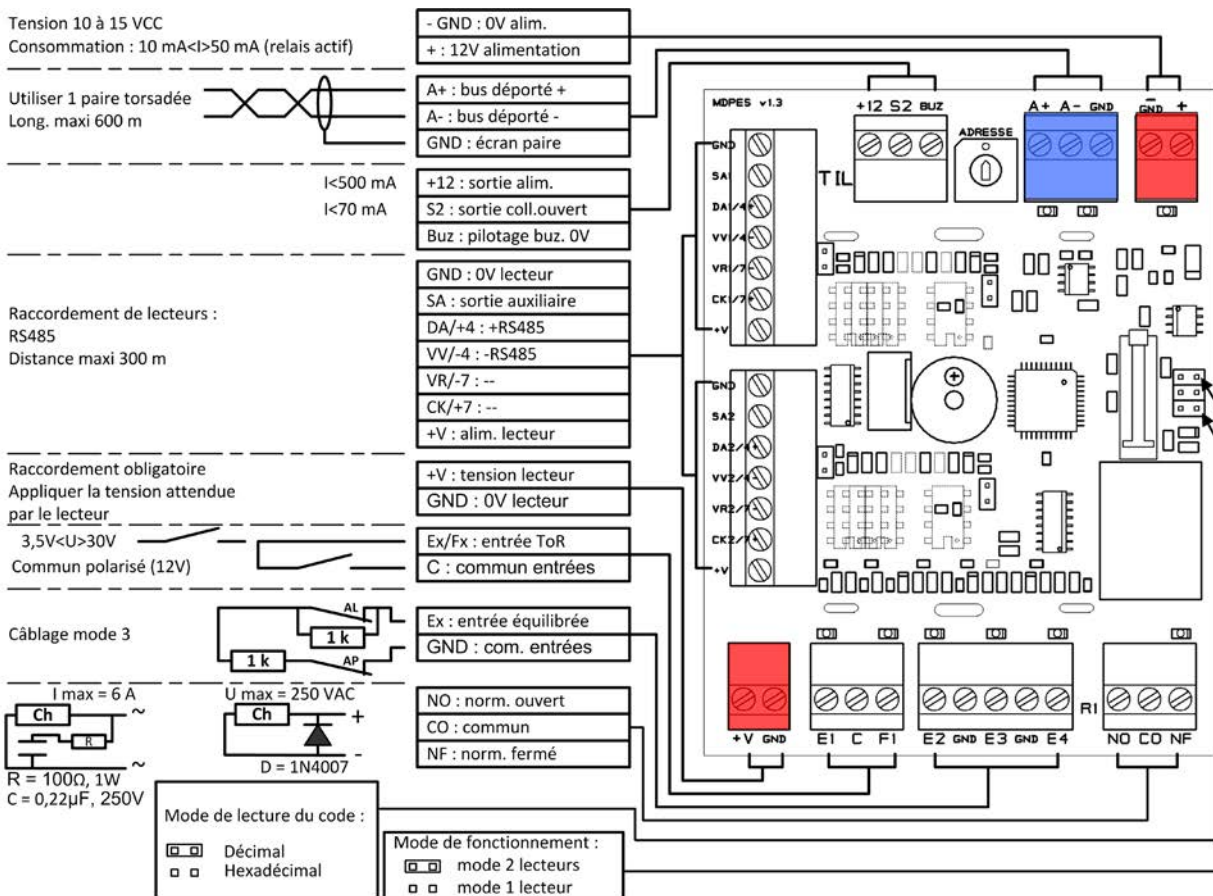 Tension 10 à 15 VCC
Consommation : 10 mA<I>50 mA (relais actif)
- GND : 0V alim.
+ : 12V alimentation
Utiliser 1 paire torsadée
Long. maxi 600 m
A+ : bus déporté +
A- : bus déporté -
GND : écran paire
I<500 mA
I<70 mA
+12 : sortie alim.
S2 : sortie coll.ouvert
Buz : pilotage buz. 0V
Raccordement de lecteurs :
RS485
Distance maxi 300 m
GND : 0V lecteur
SA : sortie auxiliaire
DA/+4 : +RS485
VV/-4 : -RS485
VR/-7 : --
CK/+7 : --
+V : alim. lecteur
Raccordement obligatoire
Appliquer la tension attendue
par le lecteur
+V : tension lecteur
GND : 0V lecteur
3,5V<U>30V
Commun polarisé (12V)
Ex/Fx : entrée ToR
C : commun entrées
Câblage mode 3
AL
1 k
1 k
AP
Ex : entrée équilibrée
GND : com. entrées
I max = 6 A
Ch
~
R
~
R = 100Ω, 1W
C = 0,22µF, 250V
U max = 250 VAC
Ch
+
-
D = 1N4007
NO : norm. ouvert
CO : commun
NF : norm. fermé
Mode de lecture du code :
Décimal
Hexadécimal
Mode de fonctionnement :
mode 2 lecteurs
mode 1 lecteur
MDPES v1.3
+12 S2 BUZ
ADRESSE
A+ A- GND
- +
GND
TIL
GND
SA1
DA1/4+
VV1/4-
VR1/7-
CK1/7+
+V
GND
SA2
DA2/4+
VV2/4-
VR2/7-
CK2/7+
+V
+V GND
E1 C F1
E2 GND E3 GND E4
R1
NO CO NF